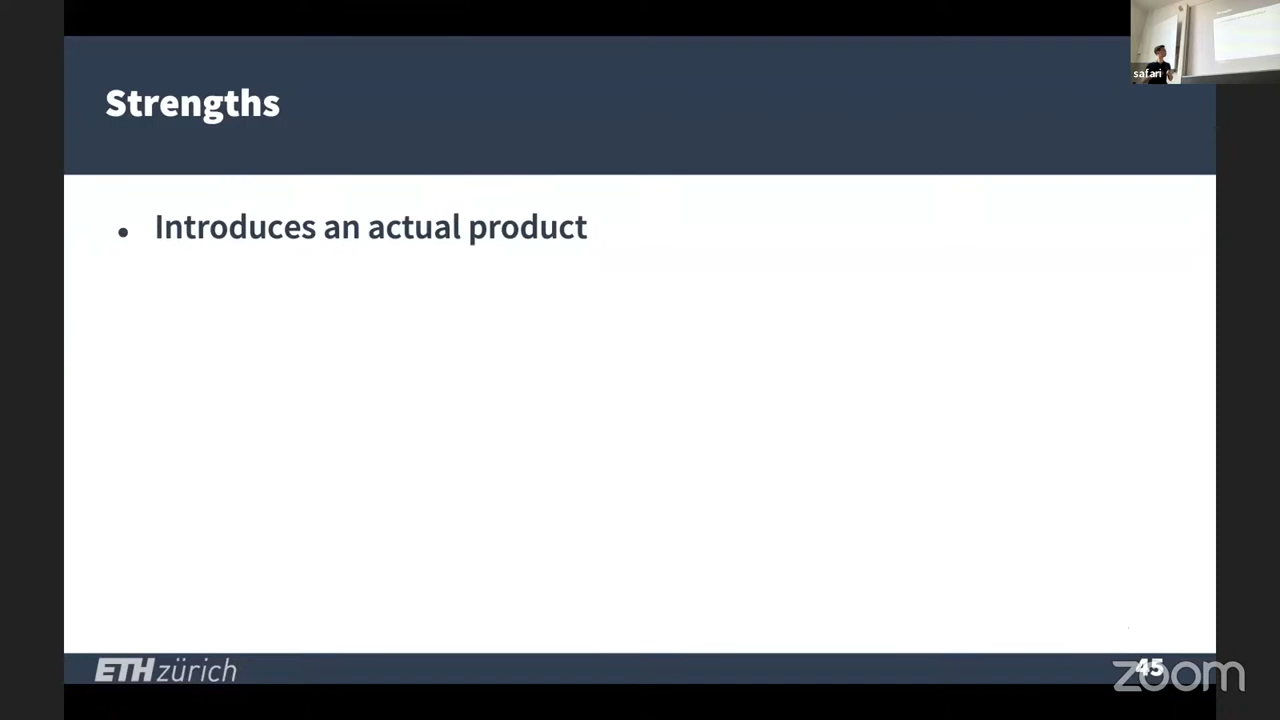 Strengths
safari
• Introduces an actual product
ETH zürich
45
zoom